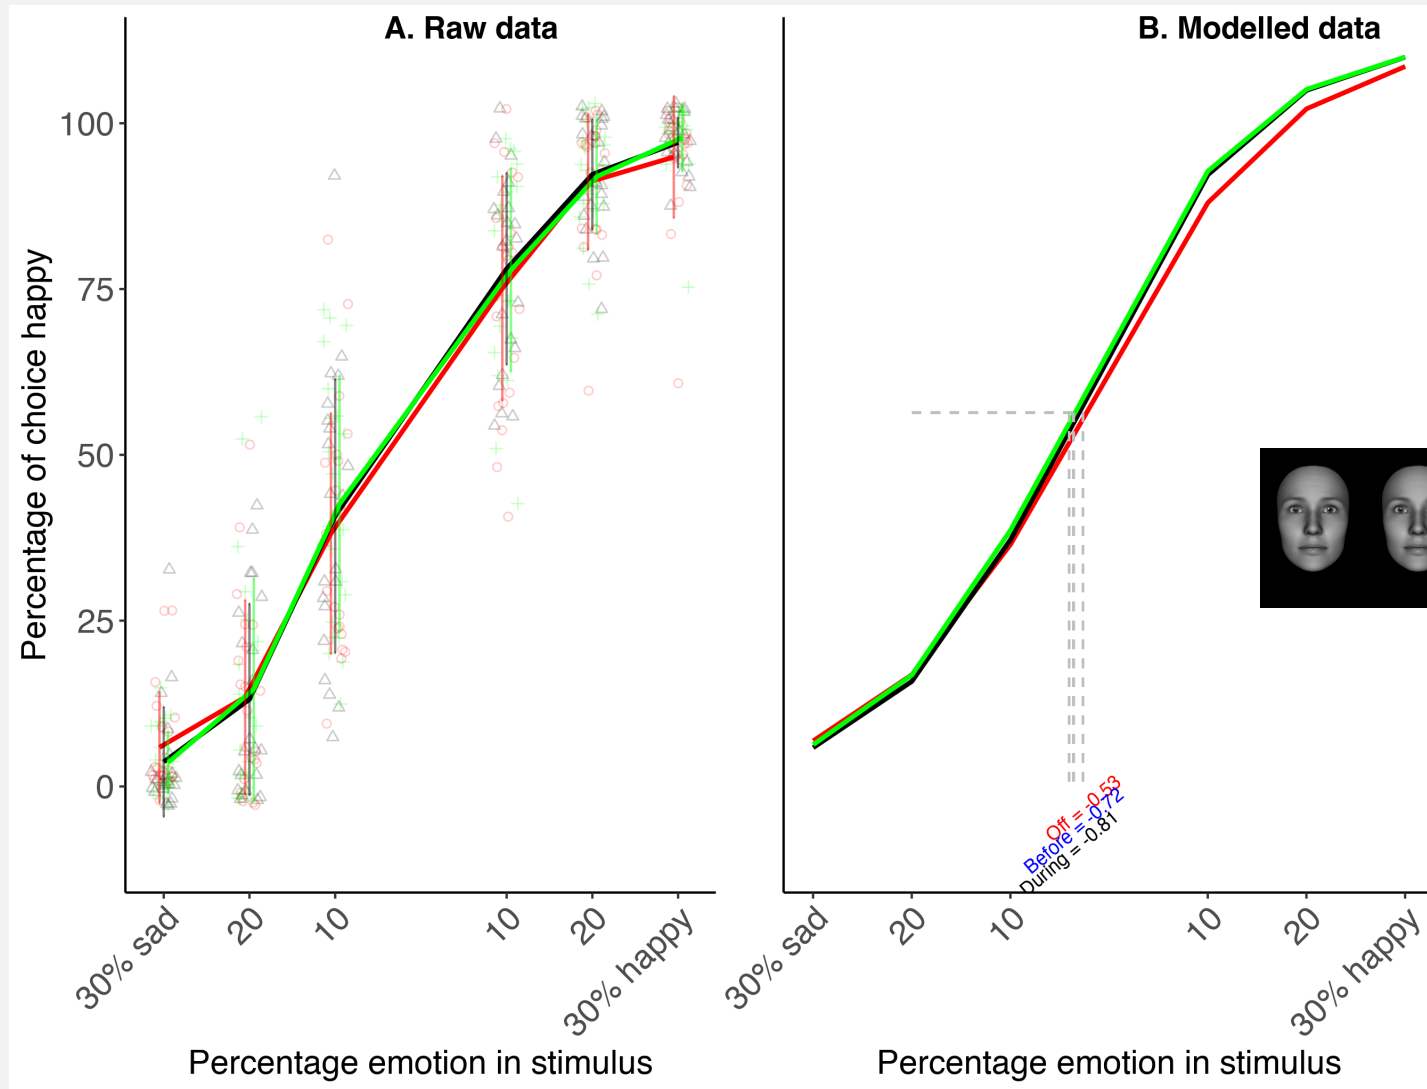 A. Raw data
B. Modelled data
Percentage of choice happy
100
75
50
25
0
30% sad
20
10
10
20
30% happy
Percentage emotion in stimulus
Off = -0.53
Before = -0.72
During = -0.81
30% sad
20
10
10
20
30% happy
Percentage emotion in stimulus